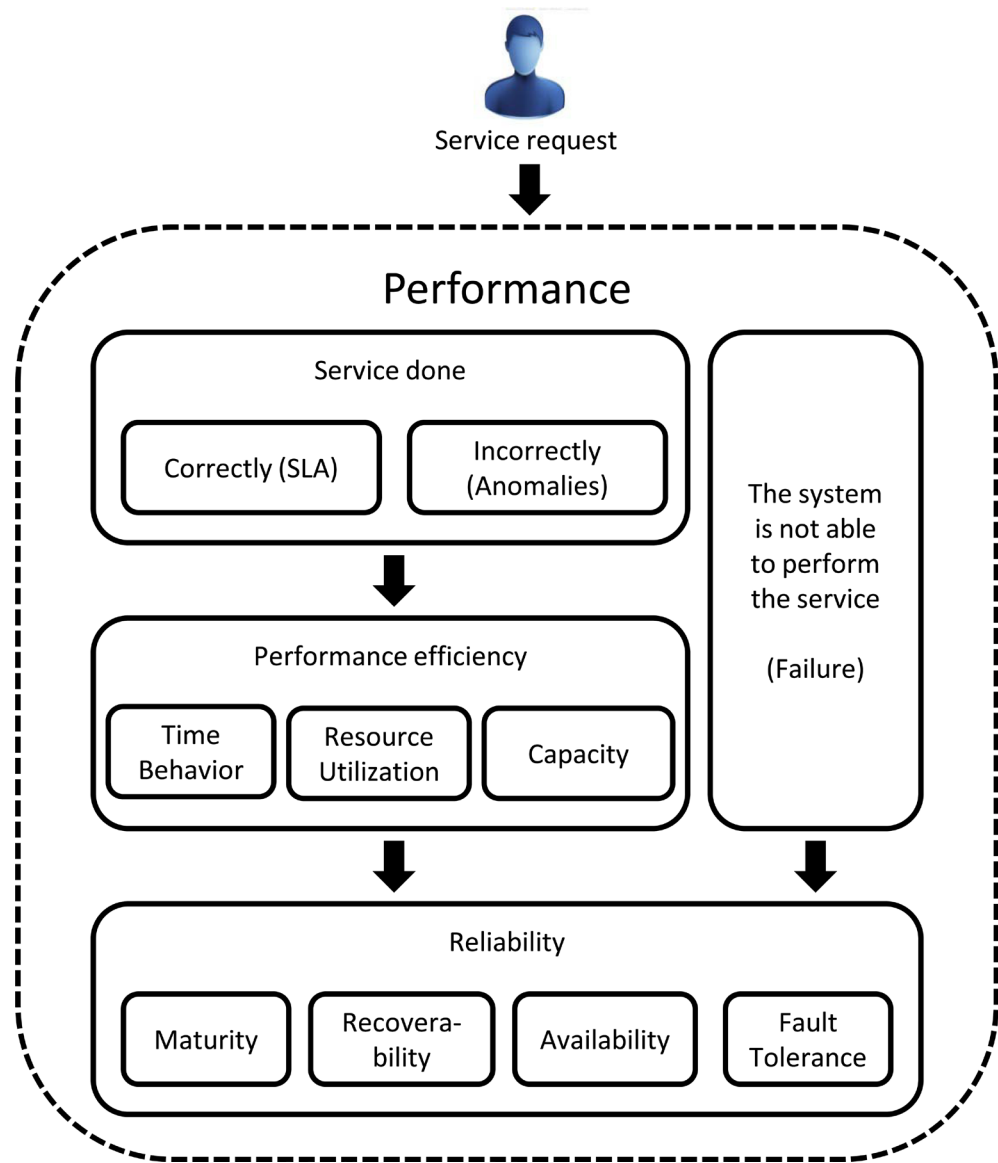 Service request
Performance
Service done
Correctly (SLA)
Incorrectly
(Anomalies)
The system
is not able
to perform
the service
(Failure)
Performance efficiency
Time
Behavior
Resource
Utilization
Capacity
Reliability
Maturity
Recovera-
bility
Availability
Fault
Tolerance